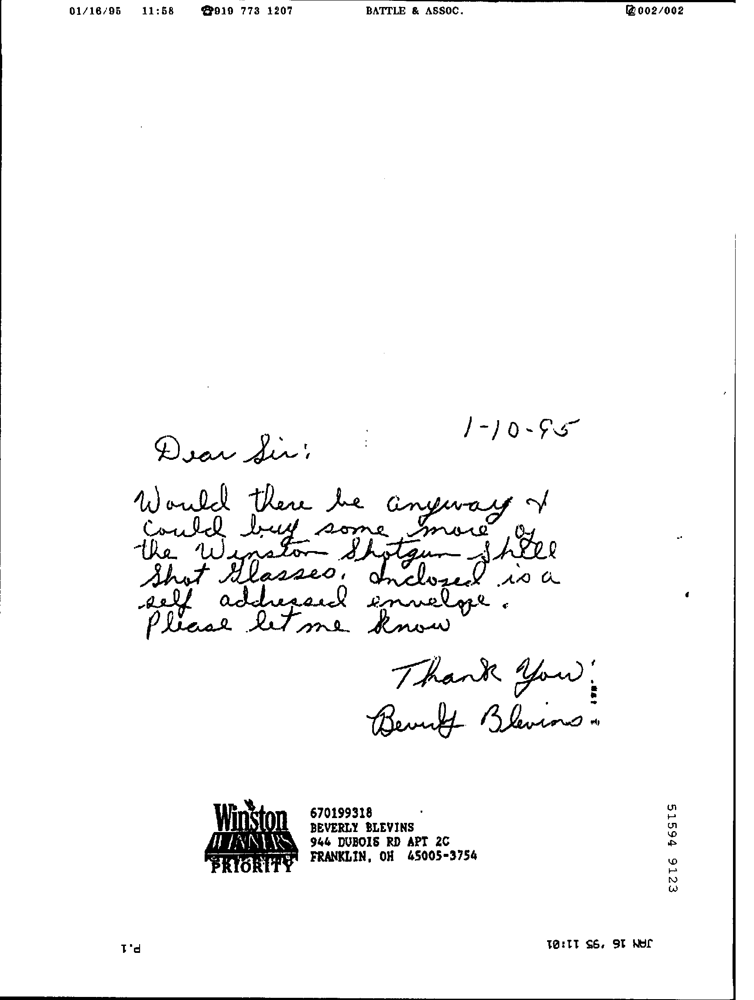 01/16/95 11:58 ☎919 773 1207 BATTLE & ASSOC. 002/002
1-10-95
Dear Sir:
Would there be anyway I
could buy some more of
the Winston Shotgun Shell
Shot Glasses. Inclosed is a
self addressed envelope.
Please let me know
Thank You!
Beverly Blevins
Winston
WINNERS
PRIORITY
670199318
BEVERLY BLEVINS
944 DUBOIS RD APT 2C
FRANKLIN, OH 45005-3754
51594 9123
P.1
JAN 16 '95 11:01